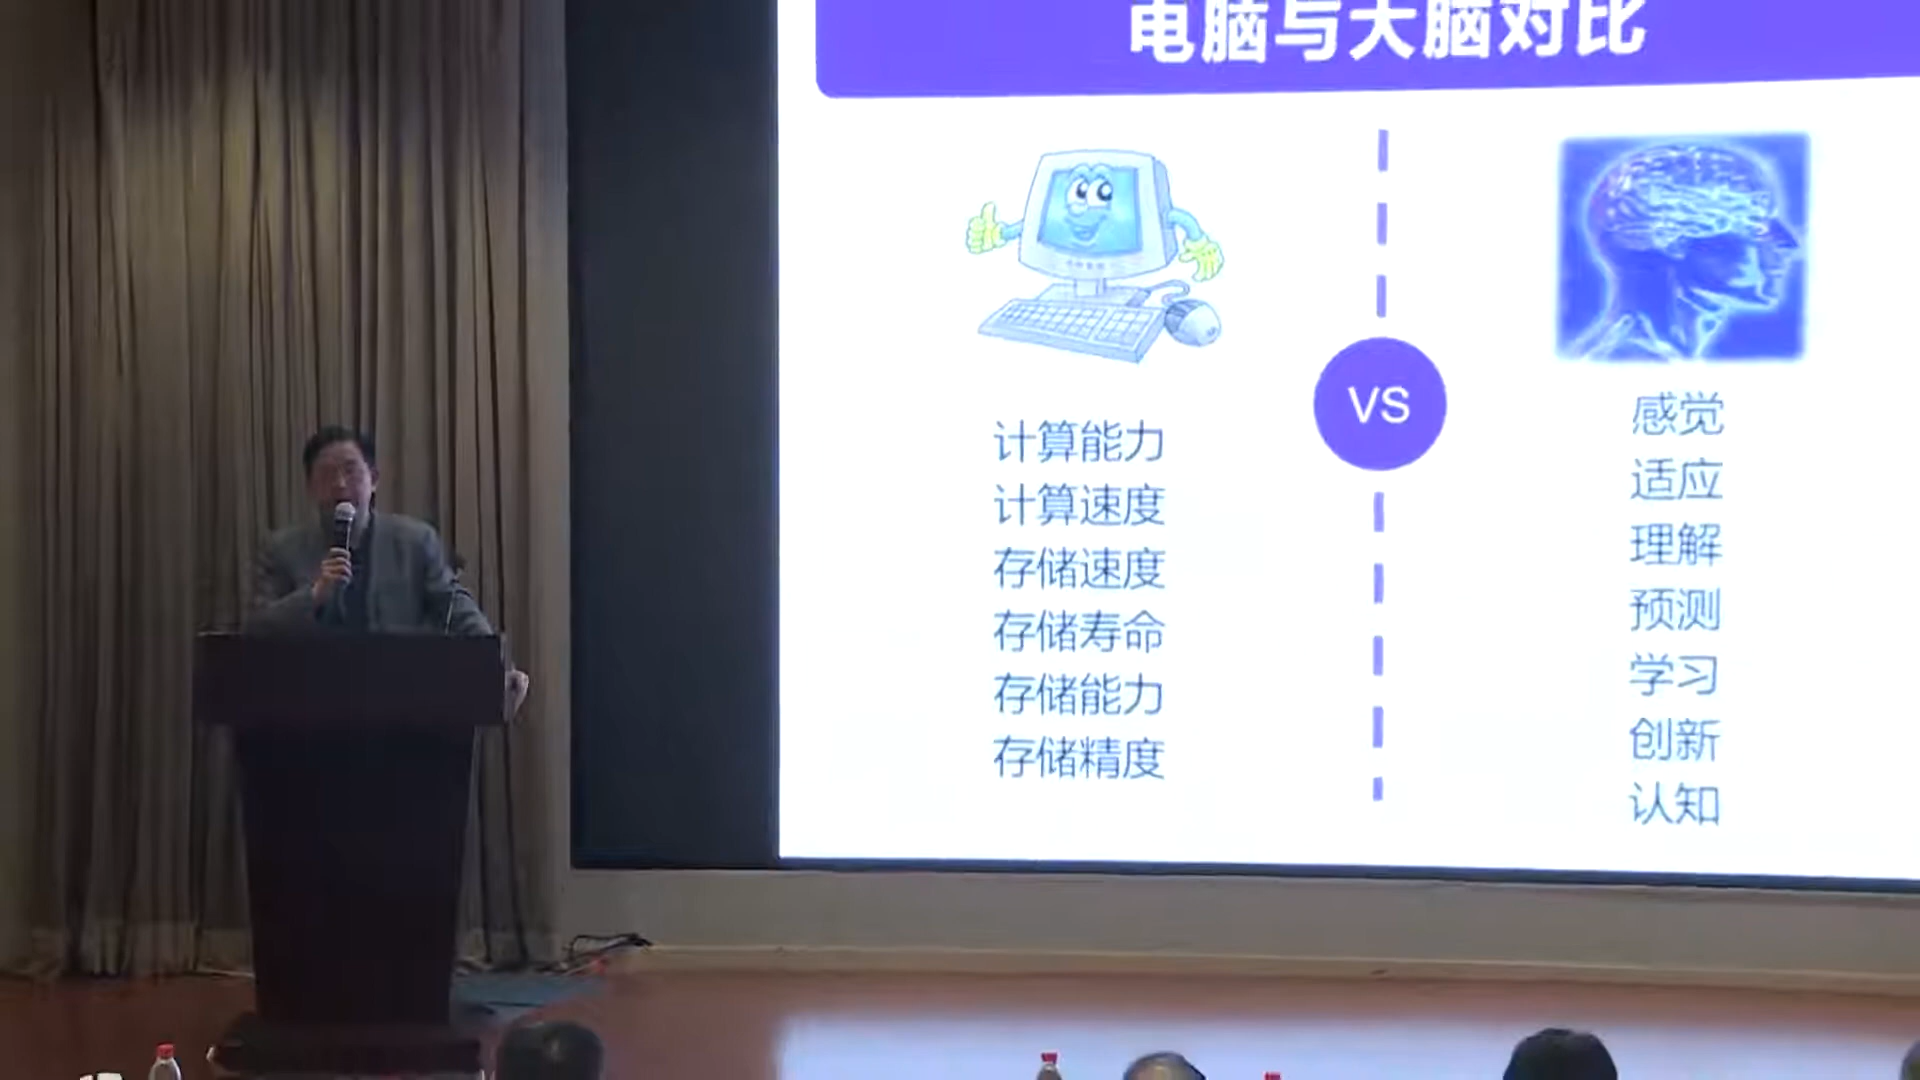 电脑与大脑对比
计算能力
计算速度
存储速度
存储寿命
存储能力
存储精度
VS
感觉
适应
理解
预测
学习
创新
认知